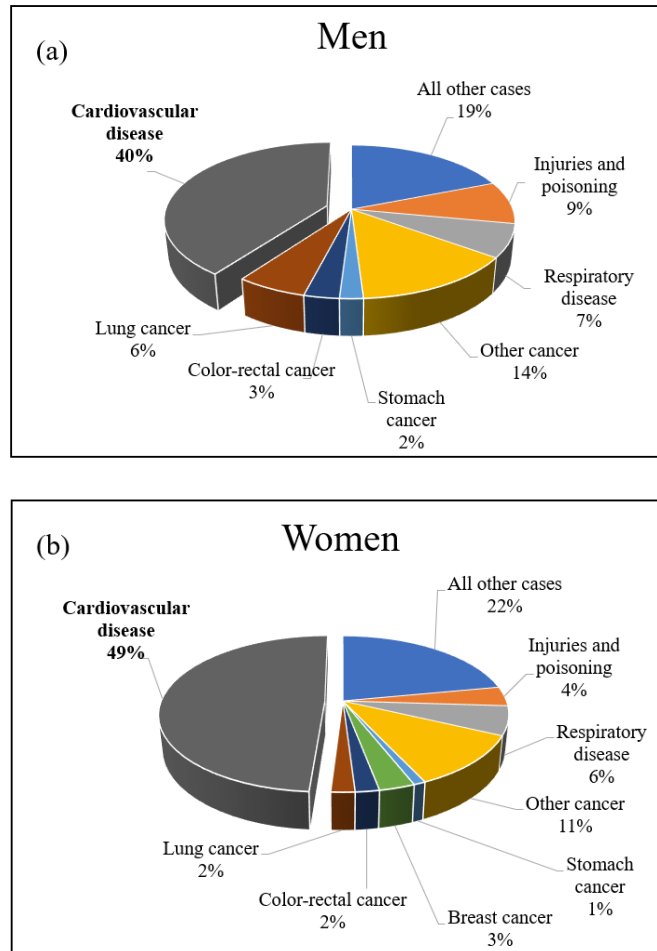 (a)
Men
Cardiovascular
disease
40%
All other cases
19%
Injuries and
poisoning
9%
Respiratory
disease
7%
Other cancer
14%
Stomach
cancer
2%
Color-rectal cancer
3%
Lung cancer
6%
(b)
Women
Cardiovascular
disease
49%
All other cases
22%
Injuries and
poisoning
4%
Respiratory
disease
6%
Other cancer
11%
Stomach
cancer
1%
Breast cancer
3%
Color-rectal cancer
2%
Lung cancer
2%